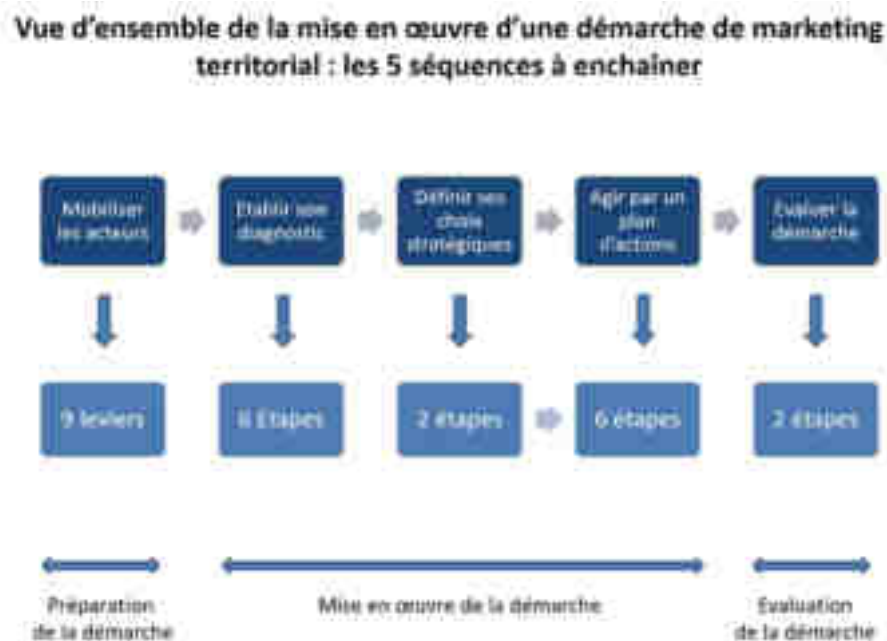 Vue d'ensemble de la mise en œuvre d'une démarche de marketing
territorial : les 5 séquences à enchaîner
Mobiliser
les acteurs
Etablir son
diagnostic
Définir ses
choix
stratégiques
Agir par un
plan
d'actions
Evaluer la
démarche
9 leviers
Etapes
2 étapes
6 étapes
2 étapes
Préparation
de la démarche
Mise en œuvre de la démarche
Evaluation
de la démarche